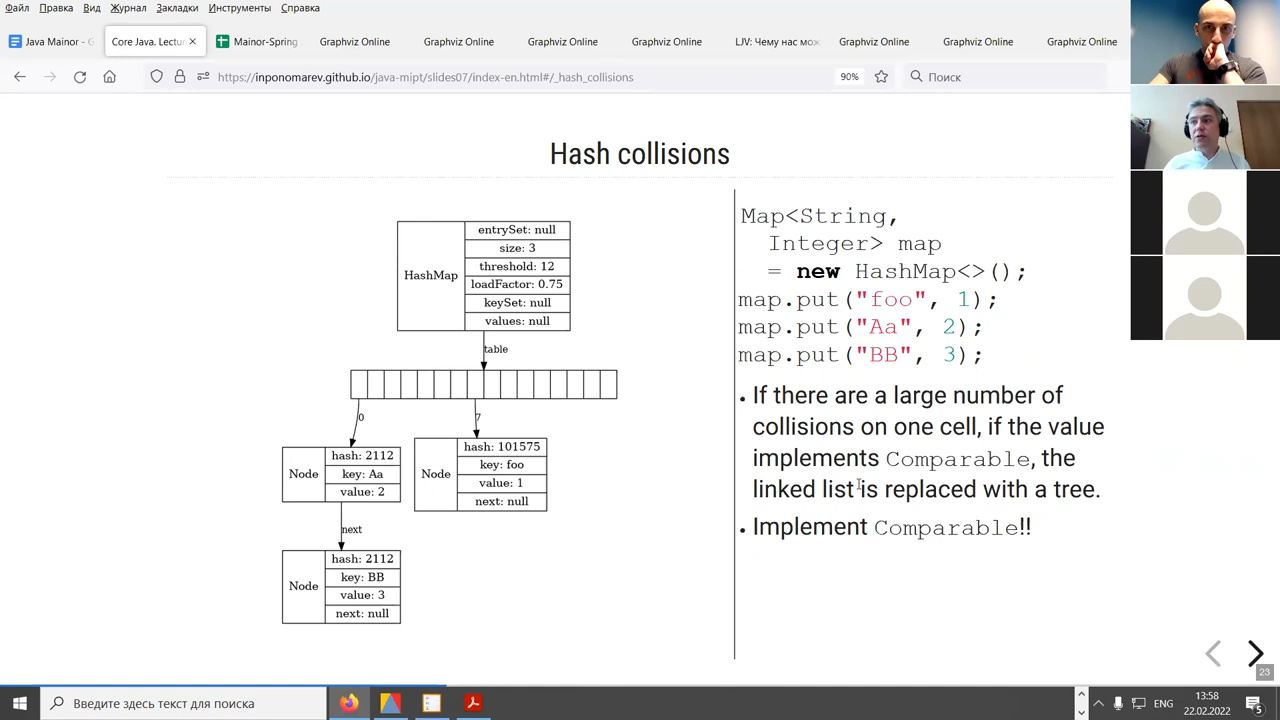 Файл Правка Вид Журнал Закладки Инструменты Справка
Java Mainor - G
Core Java. Lectur
Mainor-Spring
Graphviz Online
Graphviz Online
Graphviz Online
Graphviz Online
LJV: Чему нас мож
Graphviz Online
Graphviz Online
Graphviz Online
https://inponomarev.github.io/java-mipt/slides07/index-en.html#/_hash_collisions
90%
Поиск
Hash collisions
HashMap
entrySet: null
size: 3
threshold: 12
loadFactor: 0.75
keySet: null
values: null
table
0
7
Node
hash: 2112
key: Aa
value: 2
Node
hash: 101575
key: foo
value: 1
next: null
next
Node
hash: 2112
key: BB
value: 3
next: null
Map<String,
Integer> map
= new HashMap<>();
map.put("foo", 1);
map.put("Aa", 2);
map.put("BB", 3);
• If there are a large number of
collisions on one cell, if the value
implements Comparable, the
linked list is replaced with a tree.
• Implement Comparable!!
23
Введите здесь текст для поиска
ENG
13:58
22.02.2022
5